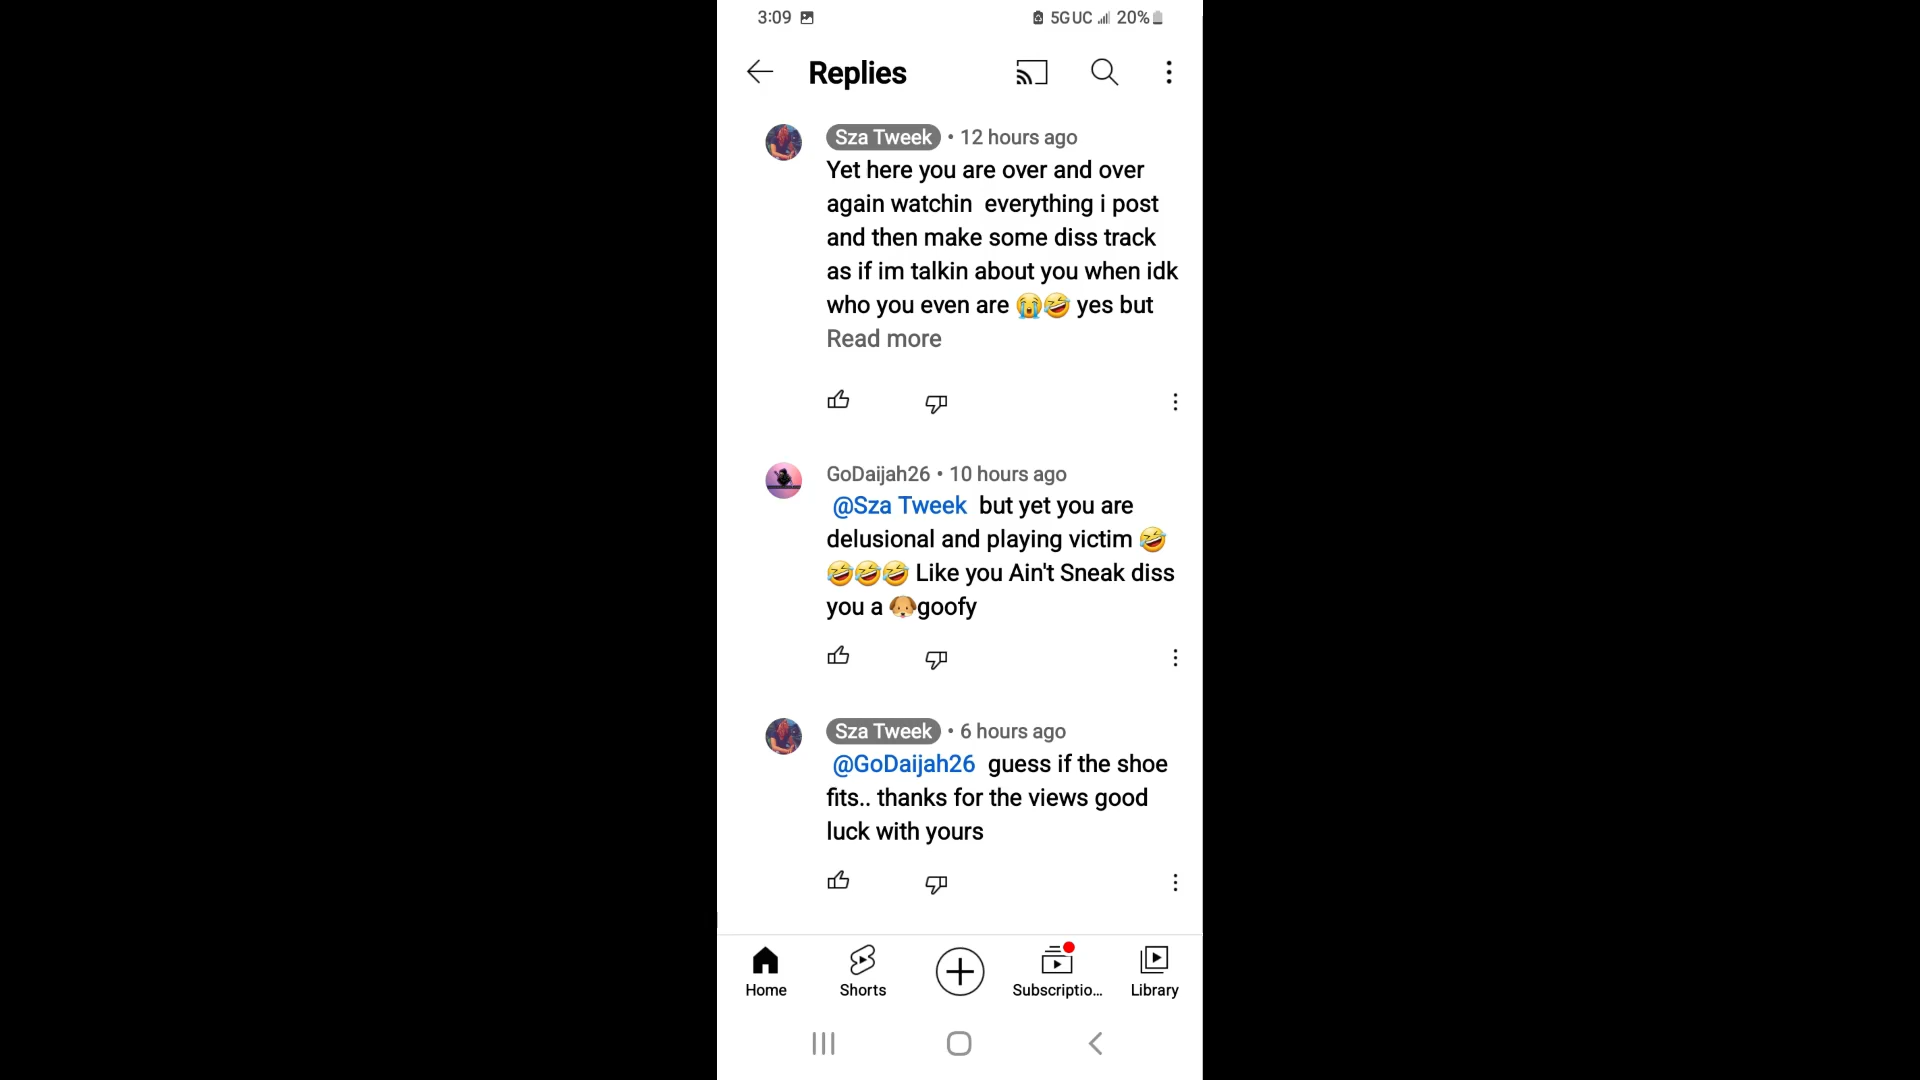 3:09 5GUC 20%
Replies
Sza Tweek • 12 hours ago
Yet here you are over and over
again watchin  everything i post
and then make some diss track
as if im talkin about you when idk
who you even are 😭🤣 yes but
Read more
GoDaijah26 • 10 hours ago
@Sza Tweek  but yet you are
delusional and playing victim 🤣
🤣🤣🤣 Like you Ain't Sneak diss
you a 🐶goofy
Sza Tweek • 6 hours ago
@GoDaijah26  guess if the shoe
fits.. thanks for the views good
luck with yours
Home Shorts Subscriptio... Library